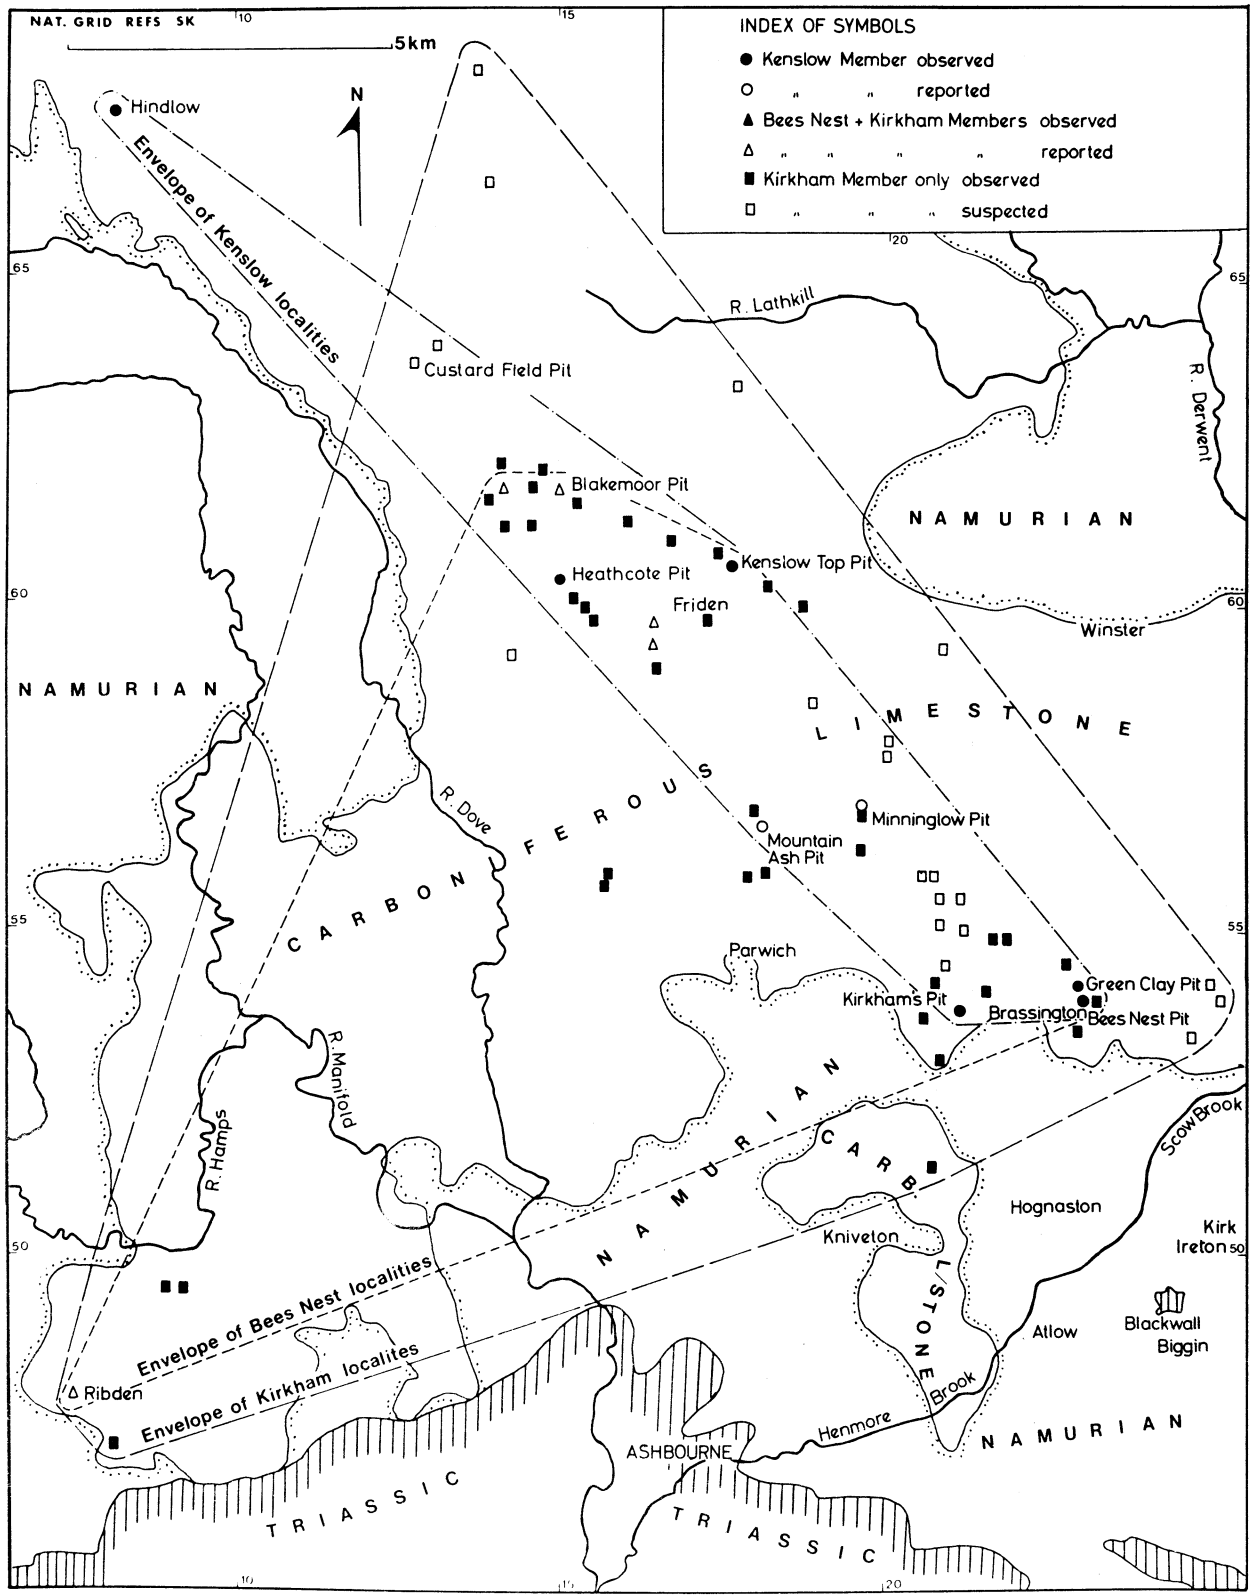 NAT. GRID REFS SK
10
15
5km
INDEX OF SYMBOLS
Kenslow Member observed
" " reported
Bees Nest + Kirkham Members observed
" " " " reported
Kirkham Member only observed
" " " suspected
N
Hindlow
Envelope of Kenslow localities
20
65
65
R. Lathkill
R. Derwent
Custard Field Pit
Blakemoor Pit
NAMURIAN
Kenslow Top Pit
Heathcote Pit
60
60
Friden
Winster
NAMURIAN
LIMESTONE
CARBONIFEROUS
R. Dove
Minninglow Pit
Mountain
Ash Pit
55
55
Parwich
Green Clay Pit
Kirkham's Pit
Brassington
Bees Nest Pit
R. Manifold
R. Hamps
NAMURIAN
CARB.
L/STONE
Scow Brook
Hognaston
Kniveton
Kirk
Ireton
50
50
Envelope of Bees Nest localities
Envelope of Kirkham localites
Blackwall
Biggin
Atlow
Ribden
Henmore Brook
NAMURIAN
ASHBOURNE
TRIASSIC
TRIASSIC
10
15
20